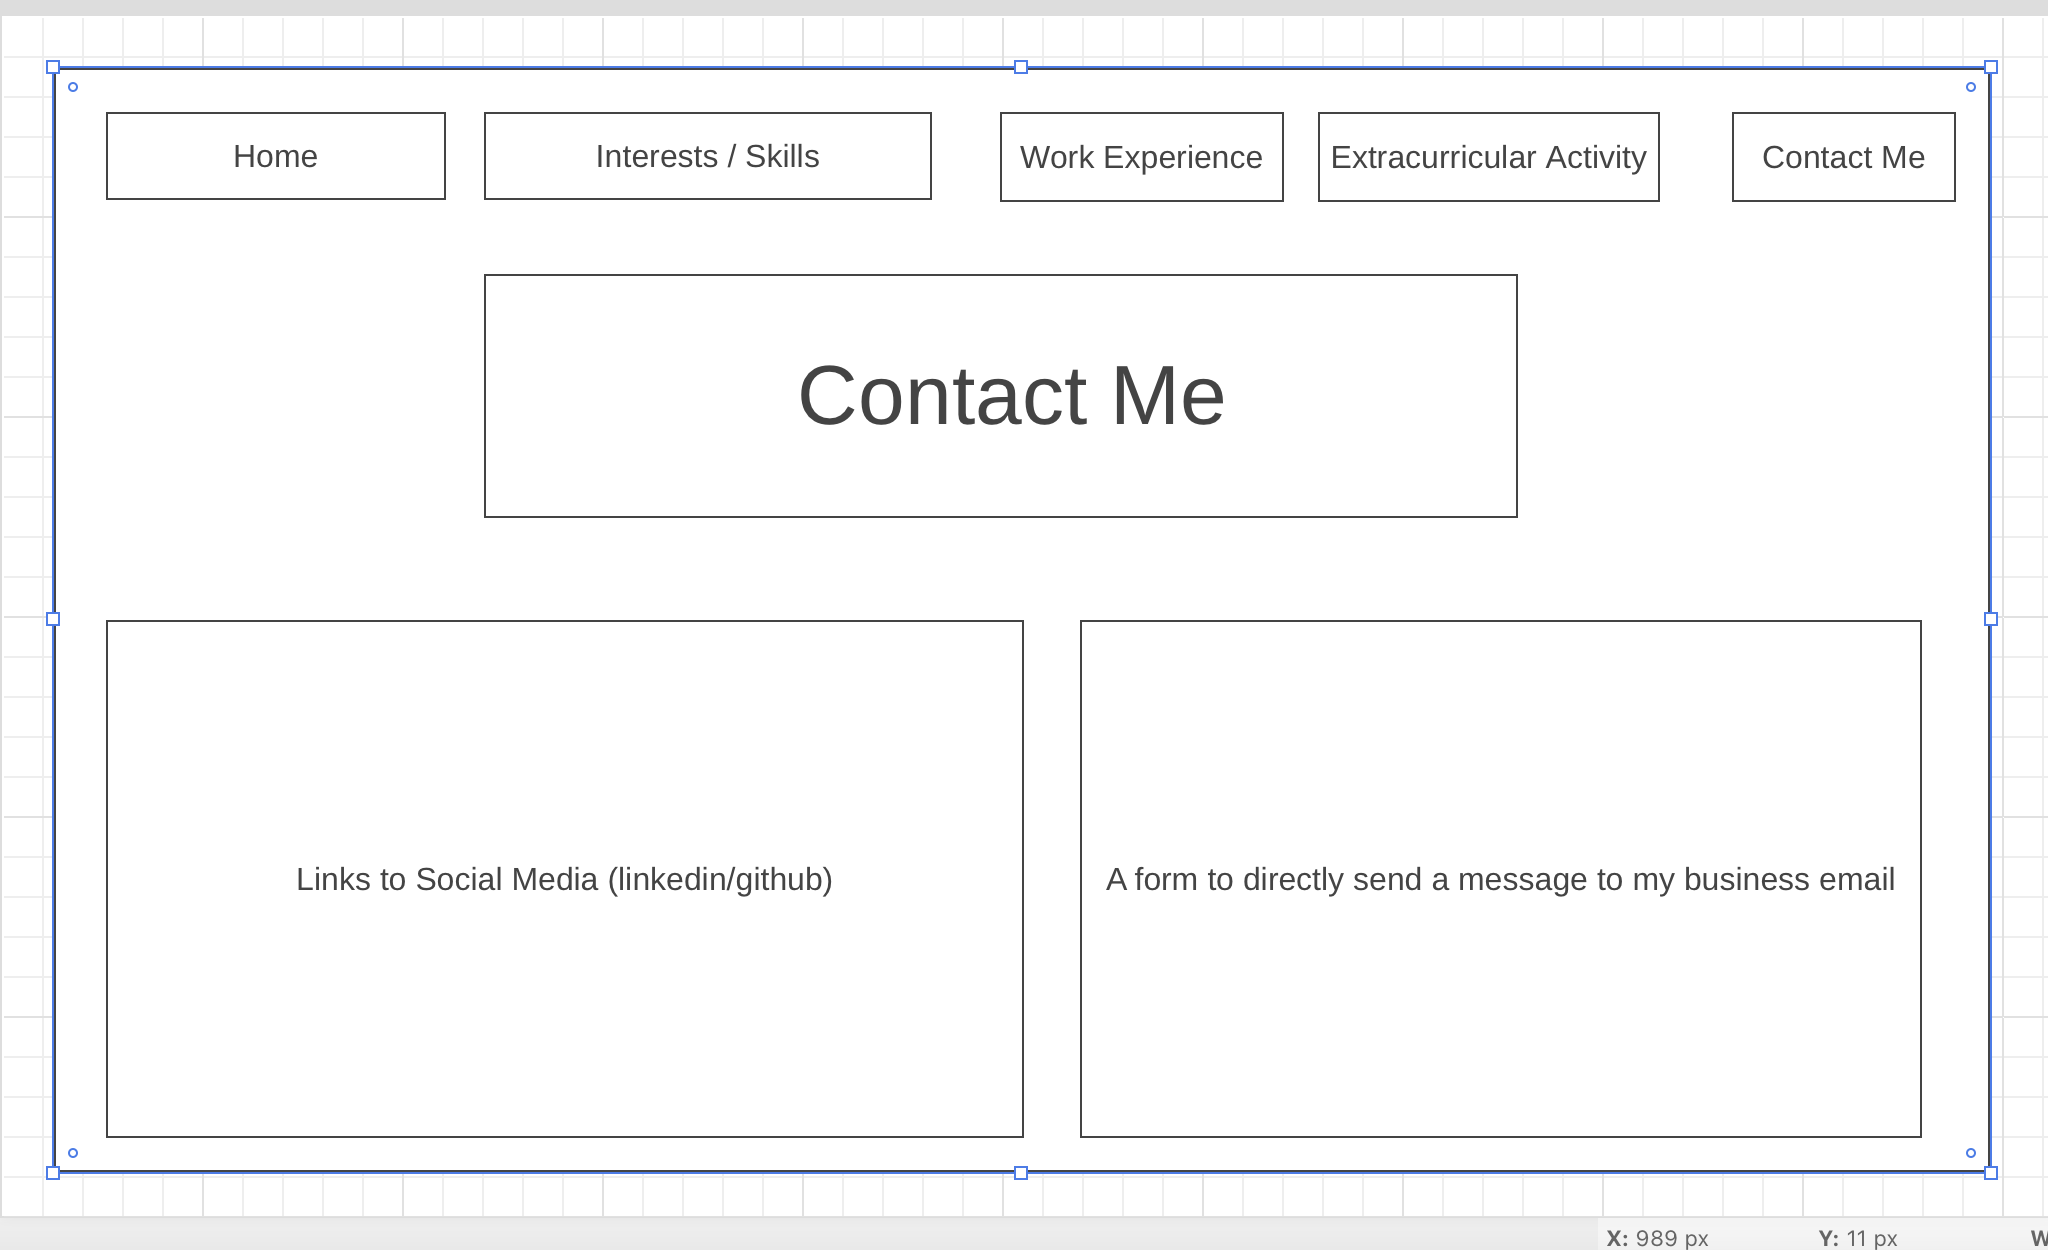 Home
Interests / Skills
Work Experience
Extracurricular Activity
Contact Me
Contact Me
Links to Social Media (linkedin/github)
A form to directly send a message to my business email
X: 989 px
Y: 11 px
W